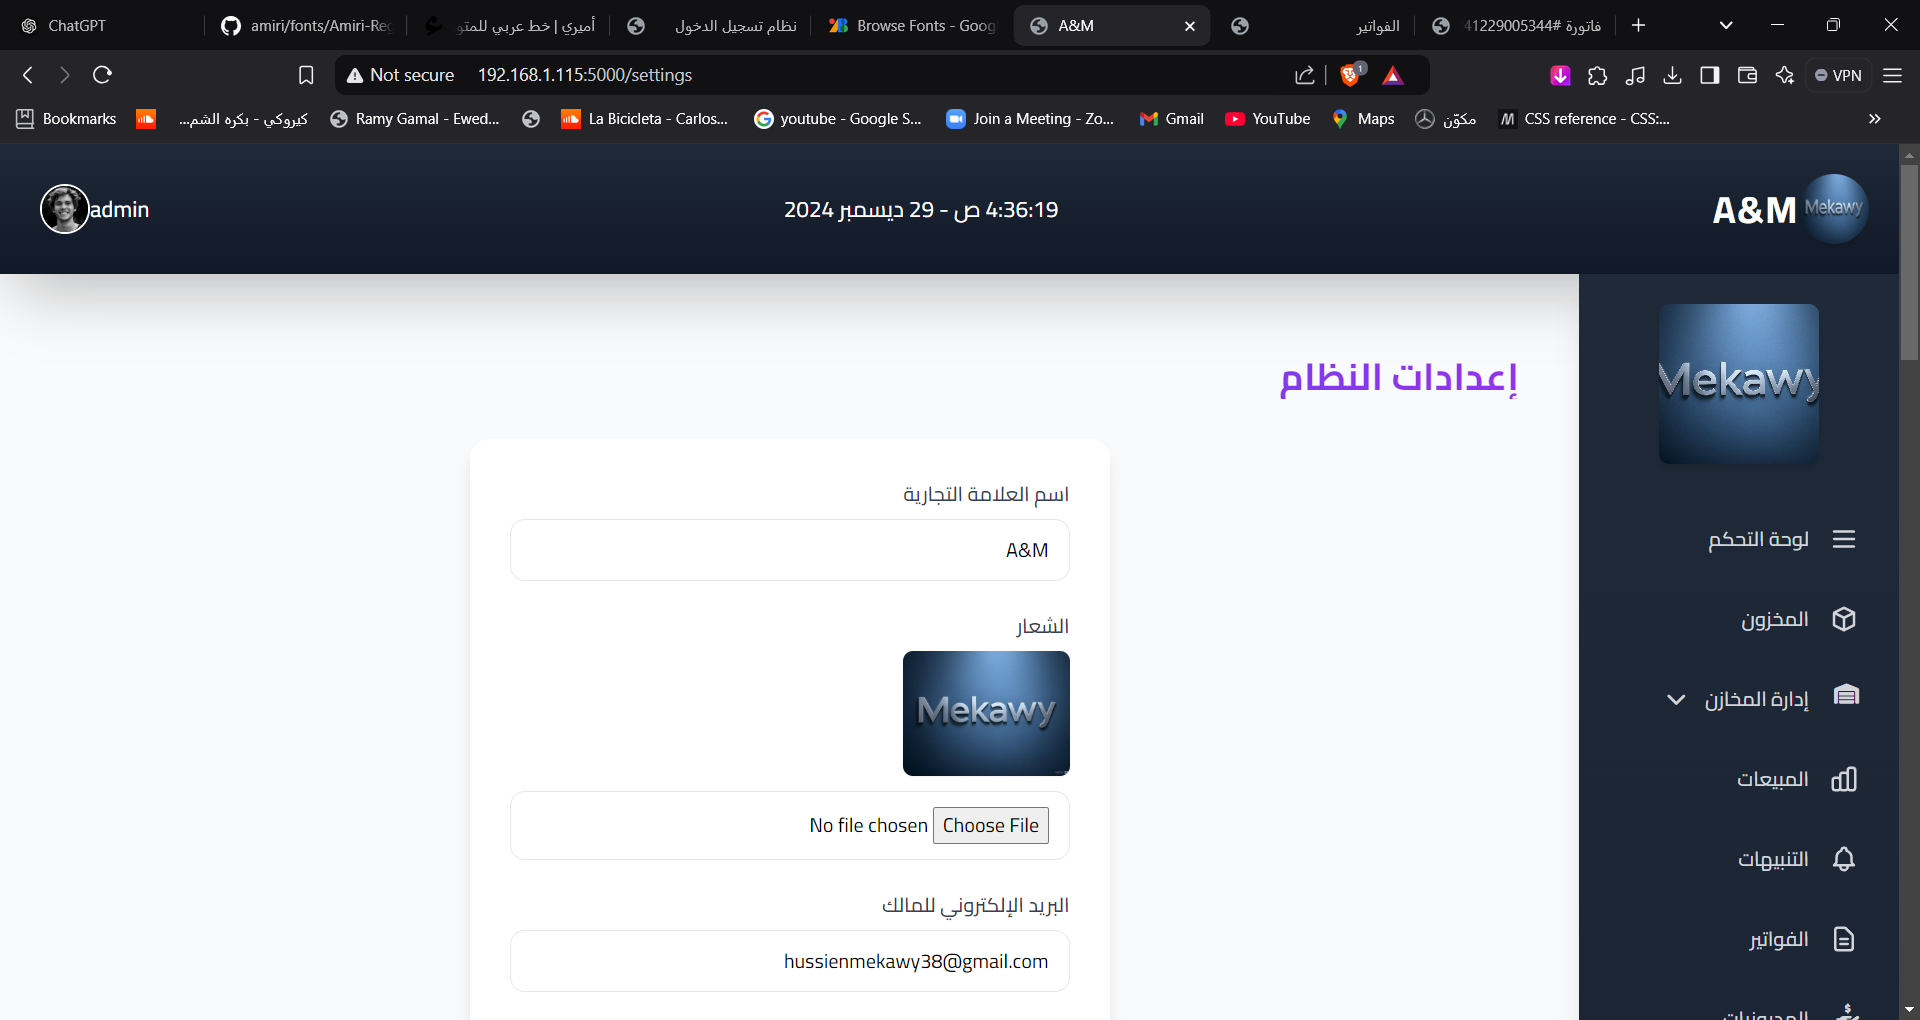 ChatGPT
amiri/fonts/Amiri-Reg
أميري | خط عربي للمتو
نظام تسجيل الدخول
Browse Fonts - Goog
A&M
الفواتير
فاتورة #41229005344
Not secure 192.168.1.115:5000/settings
1
VPN
Bookmarks
كيروكي - بكره الشم...
Ramy Gamal - Ewed...
La Bicicleta - Carlos...
youtube - Google S...
Join a Meeting - Zo...
Gmail
YouTube
Maps
مكوّن
CSS reference - CSS:...
A&M
Mekawy
4:36:19 ص - 29 ديسمبر 2024
admin
Mekawy
لوحة التحكم
المخزون
إدارة المخازن
المبيعات
التنبيهات
الفواتير
إعدادات النظام
اسم العلامة التجارية
A&M
الشعار
Mekawy
Choose File No file chosen
البريد الإلكتروني للمالك
hussienmekawy38@gmail.com